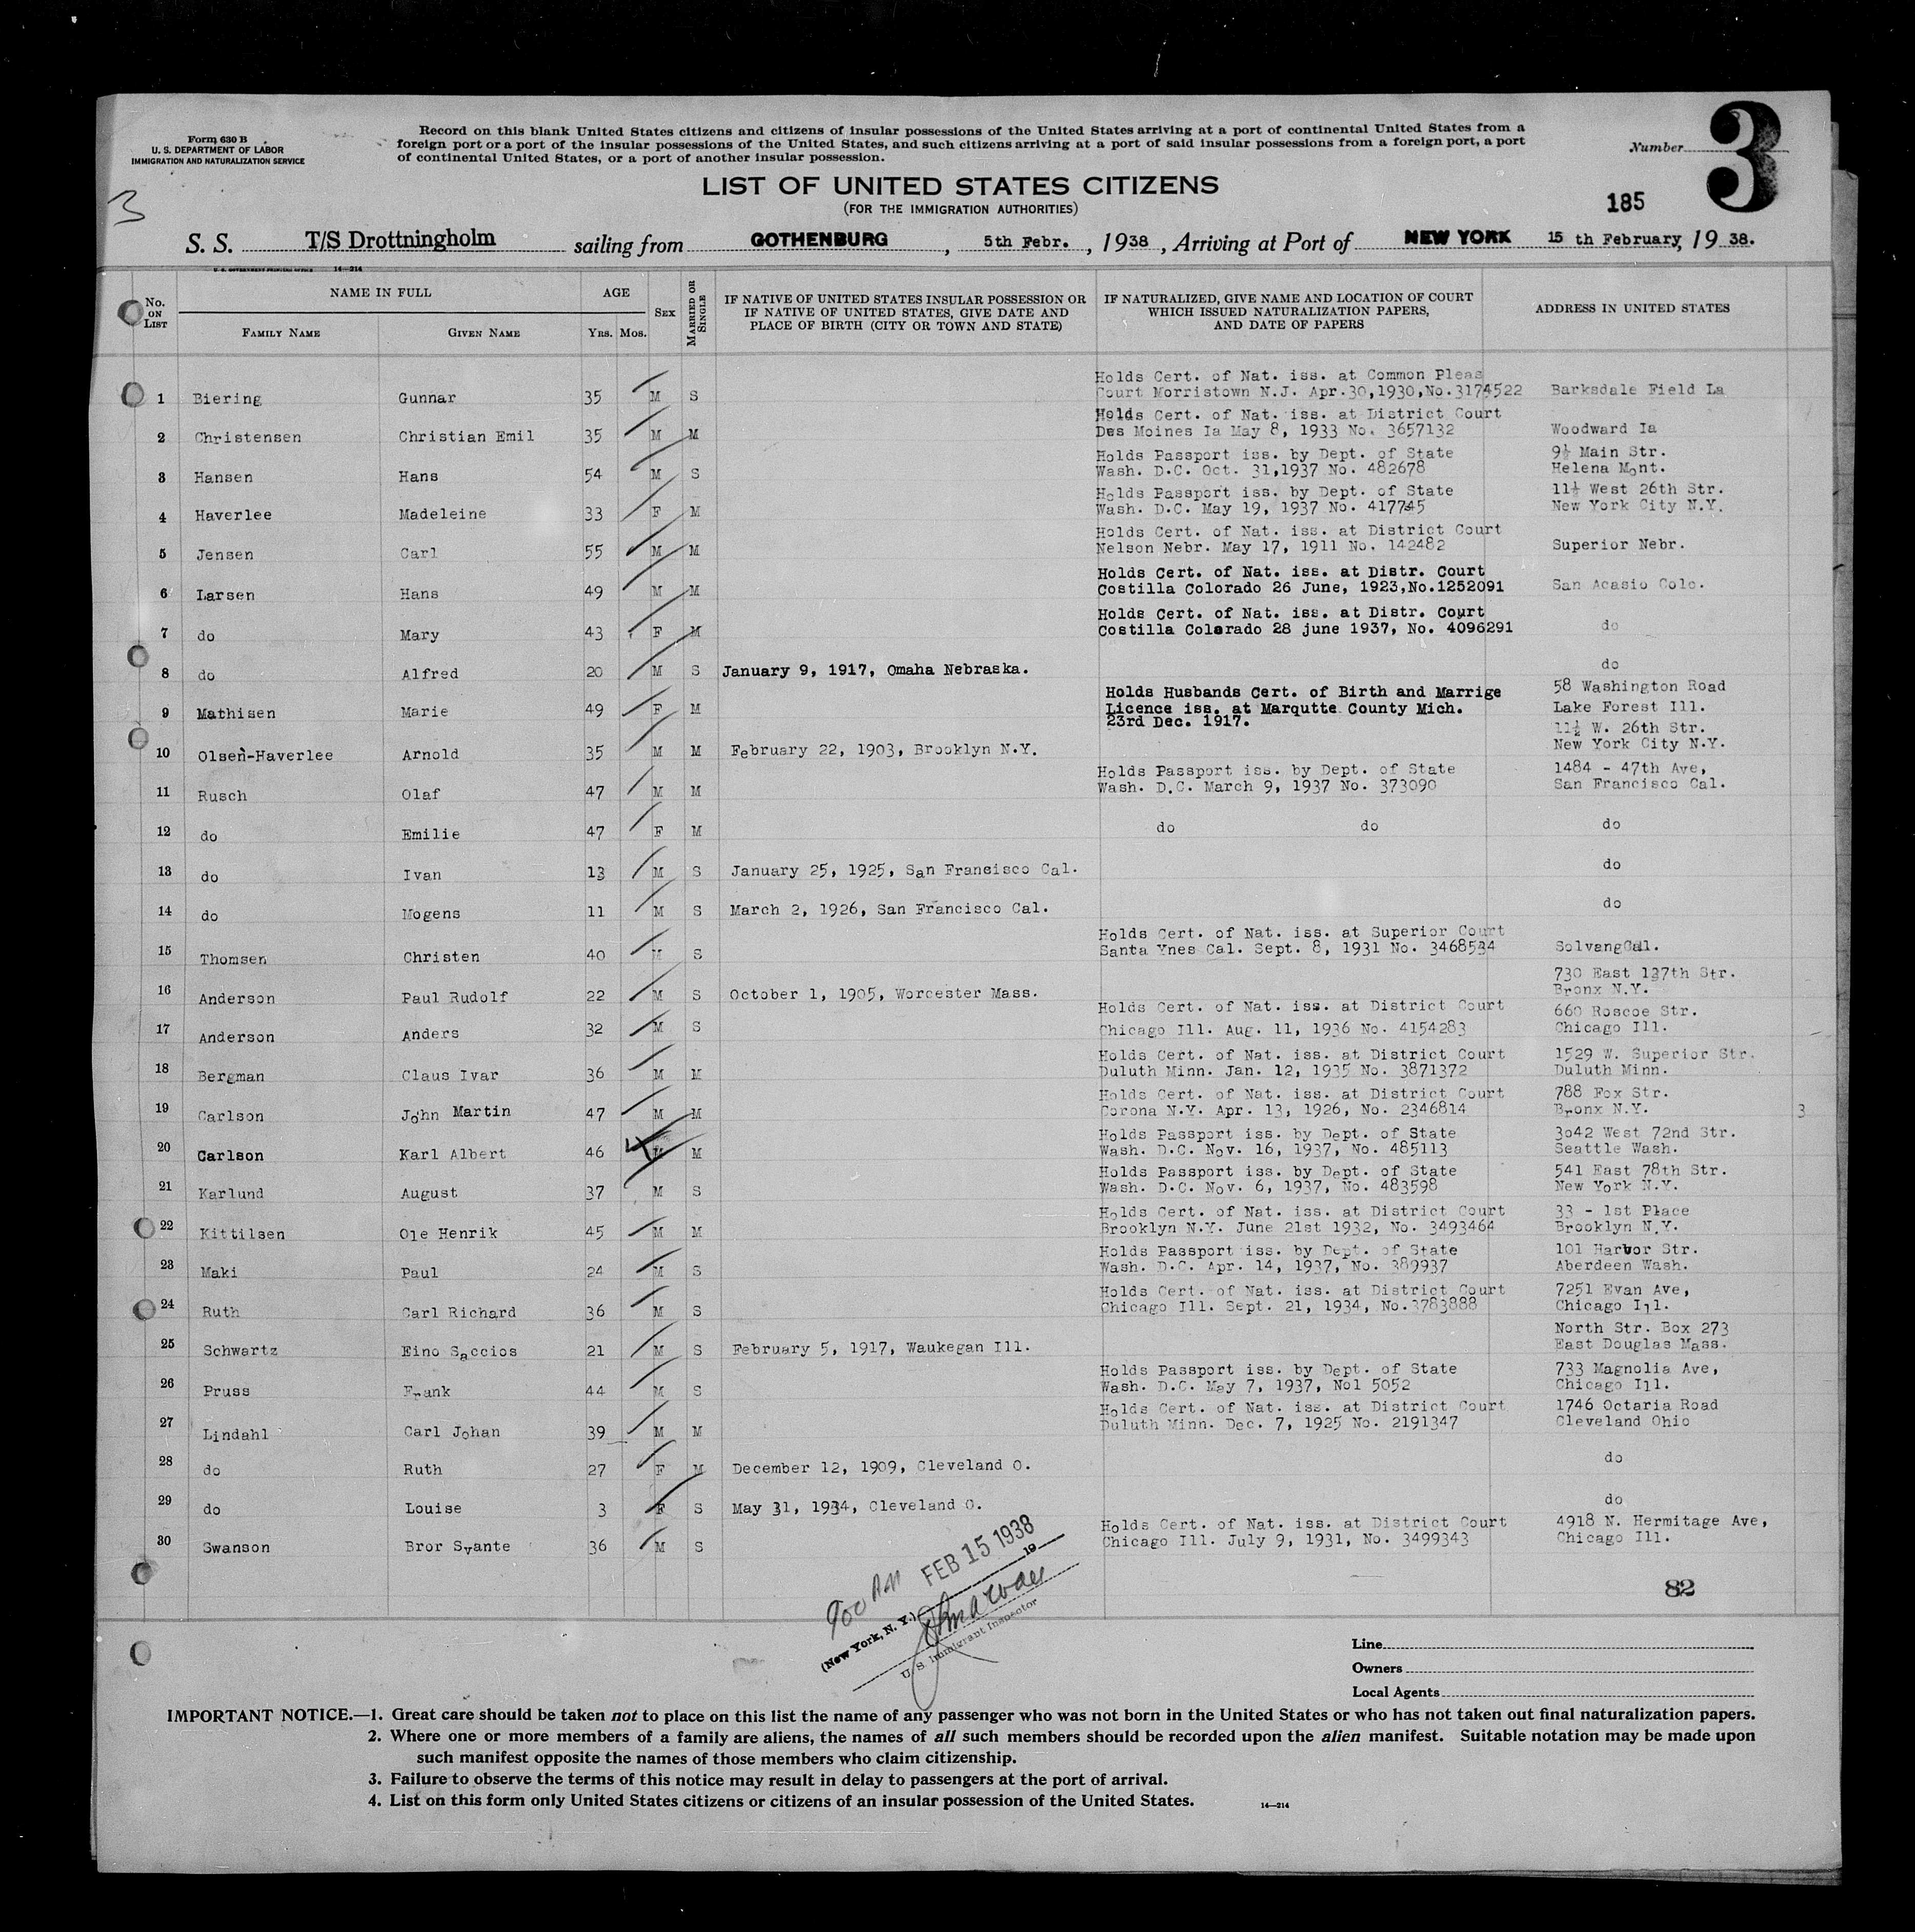 Form 630 B
U. S. DEPARTMENT OF LABOR
IMMIGRATION AND NATURALIZATION SERVICE
Record on this blank United States citizens and citizens of insular possessions of the United States arriving at a port of continental United States from a
foreign port or a port of the insular possessions of the United States, and such citizens arriving at a port of said insular possessions from a foreign port, a port
of continental United States, or a port of another insular possession.
Number 3
3
LIST OF UNITED STATES CITIZENS
(FOR THE IMMIGRATION AUTHORITIES)
185
S. S. T/S Drottningholm sailing from GOTHENBURG, 5th Febr., 1938, Arriving at Port of NEW YORK 15 th February, 1938.
U. S. GOVERNMENT PRINTING OFFICE 14—214
No. ON LIST
NAME IN FULL
FAMILY NAME
GIVEN NAME
AGE
YRS. MOS.
SEX
MARRIED OR SINGLE
IF NATIVE OF UNITED STATES INSULAR POSSESSION OR
IF NATIVE OF UNITED STATES, GIVE DATE AND
PLACE OF BIRTH (CITY OR TOWN AND STATE)
IF NATURALIZED, GIVE NAME AND LOCATION OF COURT
WHICH ISSUED NATURALIZATION PAPERS,
AND DATE OF PAPERS
ADDRESS IN UNITED STATES
Holds Cert. of Nat. iss. at Common Pleas
1 Biering Gunnar 35 M S Court Morristown N.J. Apr.30,1930,No.3174522 Barksdale Field La
Holds Cert. of Nat. iss. at District Court
2 Christensen Christian Emil 35 M M Des Moines Ia May 8, 1933 No. 3657132 Woodward Ia
Holds Passport iss. by Dept. of State 9½ Main Str.
3 Hansen Hans 54 M S Wash. D.C. Oct. 31,1937 No. 482678 Helena Mont.
Holds Passport iss. by Dept. of State 11½ West 26th Str.
4 Haverlee Madeleine 33 F M Wash. D.C. May 19, 1937 No. 417745 New York City N.Y.
Holds Cert. of Nat. iss. at District Court
5 Jensen Carl 55 M M Nelson Nebr. May 17, 1911 No. 142482 Superior Nebr.
Holds Cert. of Nat. iss. at Distr. Court
6 Larsen Hans 49 M M Costilla Colorado 26 June, 1923,No.1252091 San Acasio Colo.
Holds Cert. of Nat. iss. at Distr. Court
7 do Mary 43 F M Costilla Colorado 28 june 1937, No. 4096291 do
8 do Alfred 20 M S January 9, 1917, Omaha Nebraska. do
Holds Husbands Cert. of Birth and Marrige 58 Washington Road
9 Mathisen Marie 49 F M Licence iss. at Marqutte County Mich. Lake Forest Ill.
23rd Dec. 1917. 11½ W. 26th Str.
10 Olsen-Haverlee Arnold 35 M M February 22, 1903, Brooklyn N.Y. New York City N.Y.
Holds Passport iss. by Dept. of State 1484 - 47th Ave,
11 Rusch Olaf 47 M M Wash. D.C. March 9, 1937 No. 373090 San Francisco Cal.
12 do Emilie 47 F M do do do
13 do Ivan 13 M S January 25, 1925, San Fransisco Cal. do
14 do Mogens 11 M S March 2, 1926, San Francisco Cal. do
Holds Cert. of Nat. iss. at Superior Court
15 Thomsen Christen 40 M S Santa Ynes Cal. Sept. 8, 1931 No. 3468534 SolvangCal.
730 East 137th Str.
16 Anderson Paul Rudolf 22 M S October 1, 1905, Worcester Mass. Bronx N.Y.
Holds Cert. of Nat. iss. at District Court 660 Roscoe Str.
17 Anderson Anders 32 M S Chicago Ill. Aug. 11, 1936 No. 4154283 Chicago Ill.
Holds Cert. of Nat. iss. at District Court 1529 W. Superior Str.
18 Bergman Claus Ivar 36 M M Duluth Minn. Jan. 12, 1935 No. 3871372 Duluth Minn.
Holds Cert. of Nat. iss. at District Court 788 Fox Str.
19 Carlson John Martin 47 M M Corona N.Y. Apr. 13, 1926, No. 2346814 Bronx N.Y. 3
Holds Passport iss. by Dept. of State 3042 West 72nd Str.
20 Carlson Karl Albert 46 M M Wash. D.C. Nov. 16, 1937, No. 485113 Seattle Wash.
Holds Passport iss. by Dept. of State 541 East 78th Str.
21 Karlund August 37 M S Wash. D.C. Nov. 6, 1937, No. 483598 New York N.Y.
Holds Cert. of Nat. iss. at District Court 33 - 1st Place
22 Kittilsen Ole Henrik 45 M M Brooklyn N.Y. June 21st 1932, No. 3493464 Brooklyn N.Y.
Holds Passport iss. by Dept. of State 101 Harbor Str.
23 Maki Paul 24 M S Wash. D.C. Apr. 14, 1937, No. 389937 Aberdeen Wash.
Holds Cert. of Nat. iss. at District Court 7251 Evan Ave,
24 Ruth Carl Richard 36 M S Chicago Ill. Sept. 21, 1934, No.3783888 Chicago Ill.
North Str. Box 273
25 Schwartz Eino Saccios 21 M S February 5, 1917, Waukegan Ill. East Douglas Mass.
Holds Passport iss. by Dept. of State 733 Magnolia Ave,
26 Pruss Frank 44 M S Wash. D.C. May 7, 1937, No1 5052 Chicago Ill.
Holds Cert. of Nat. iss. at District Court 1746 Octaria Road
27 Lindahl Carl Johan 39 M M Duluth Minn. Dec. 7, 1925 No. 2191347 Cleveland Ohio
28 do Ruth 27 F M December 12, 1909, Cleveland O. do
29 do Louise 3 F S May 31, 1934, Cleveland O. do
Holds Cert. of Nat. iss. at District Court 4918 N. Hermitage Ave,
30 Swanson Bror Svante 36 M S Chicago Ill. July 9, 1931, No. 3499343 Chicago Ill.
900 AM FEB 15 1938
(New York, N. Y.) 19
U. S. Immigrant Inspector
82
Line
Owners
Local Agents
IMPORTANT NOTICE.—1. Great care should be taken not to place on this list the name of any passenger who was not born in the United States or who has not taken out final naturalization papers.
2. Where one or more members of a family are aliens, the names of all such members should be recorded upon the alien manifest. Suitable notation may be made upon
such manifest opposite the names of those members who claim citizenship.
3. Failure to observe the terms of this notice may result in delay to passengers at the port of arrival.
4. List on this form only United States citizens or citizens of an insular possession of the United States. 14—214